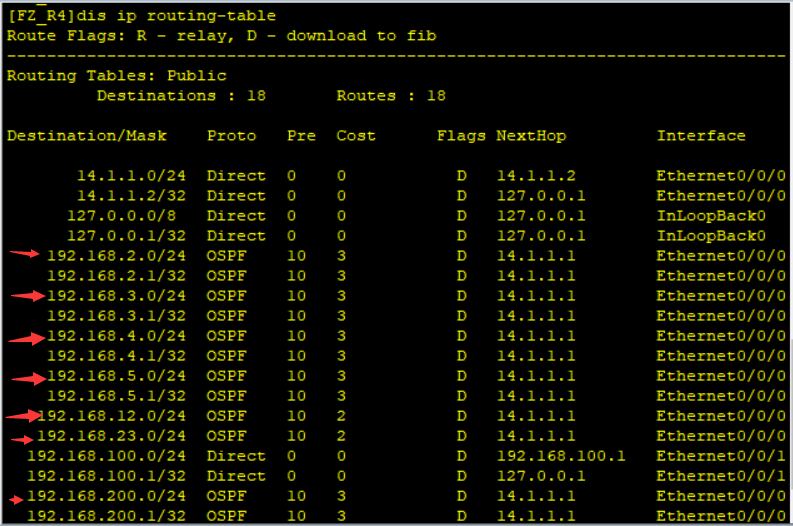 [FZ_R4]dis ip routing-table
Route Flags: R - relay, D - download to fib
------------------------------------------------------------------------------
Routing Tables: Public
         Destinations : 18       Routes : 18

Destination/Mask    Proto   Pre  Cost      Flags NextHop         Interface

       14.1.1.0/24  Direct  0    0           D   14.1.1.2        Ethernet0/0/0
       14.1.1.2/32  Direct  0    0           D   127.0.0.1       Ethernet0/0/0
      127.0.0.0/8   Direct  0    0           D   127.0.0.1       InLoopBack0
      127.0.0.1/32  Direct  0    0           D   127.0.0.1       InLoopBack0
    192.168.2.0/24  OSPF    10   3           D   14.1.1.1        Ethernet0/0/0
    192.168.2.1/32  OSPF    10   3           D   14.1.1.1        Ethernet0/0/0
    192.168.3.0/24  OSPF    10   3           D   14.1.1.1        Ethernet0/0/0
    192.168.3.1/32  OSPF    10   3           D   14.1.1.1        Ethernet0/0/0
    192.168.4.0/24  OSPF    10   3           D   14.1.1.1        Ethernet0/0/0
    192.168.4.1/32  OSPF    10   3           D   14.1.1.1        Ethernet0/0/0
    192.168.5.0/24  OSPF    10   3           D   14.1.1.1        Ethernet0/0/0
    192.168.5.1/32  OSPF    10   3           D   14.1.1.1        Ethernet0/0/0
   192.168.12.0/24  OSPF    10   2           D   14.1.1.1        Ethernet0/0/0
   192.168.23.0/24  OSPF    10   2           D   14.1.1.1        Ethernet0/0/0
  192.168.100.0/24  Direct  0    0           D   192.168.100.1   Ethernet0/0/1
  192.168.100.1/32  Direct  0    0           D   127.0.0.1       Ethernet0/0/1
  192.168.200.0/24  OSPF    10   3           D   14.1.1.1        Ethernet0/0/0
  192.168.200.1/32  OSPF    10   3           D   14.1.1.1        Ethernet0/0/0